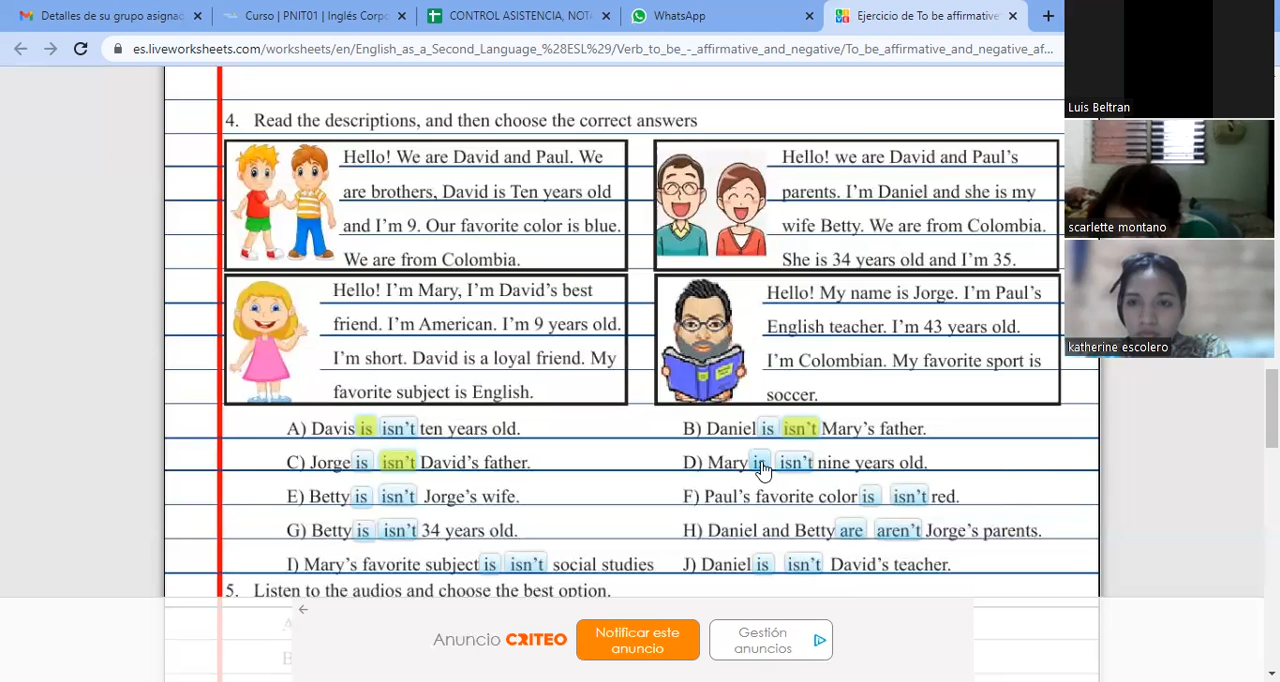 Detalles de su grupo asignac
Curso | PNIT01 | Inglés Corpo
CONTROL ASISTENCIA, NOTA
WhatsApp
Ejercicio de To be affirmative
es.liveworksheets.com/worksheets/en/English_as_a_Second_Language_%28ESL%29/Verb_to_be_-_affirmative_and_negative/To_be_affirmative_and_negative_af...
Luis Beltran
scarlette montano
katherine escolero
4. Read the descriptions, and then choose the correct answers
Hello! We are David and Paul. We
are brothers. David is Ten years old
and I'm 9. Our favorite color is blue.
We are from Colombia.
Hello! we are David and Paul's
parents. I'm Daniel and she is my
wife Betty. We are from Colombia.
She is 34 years old and I'm 35.
Hello! I'm Mary, I'm David's best
friend. I'm American. I'm 9 years old.
I'm short. David is a loyal friend. My
favorite subject is English.
Hello! My name is Jorge. I'm Paul's
English teacher. I'm 43 years old.
I'm Colombian. My favorite sport is
soccer.
A) Davis is isn't ten years old.
B) Daniel is isn't Mary's father.
C) Jorge is isn't David's father.
D) Mary is isn't nine years old.
E) Betty is isn't Jorge's wife.
F) Paul's favorite color is isn't red.
G) Betty is isn't 34 years old.
H) Daniel and Betty are aren't Jorge's parents.
I) Mary's favorite subject is isn't social studies
J) Daniel is isn't David's teacher.
5. Listen to the audios and choose the best option.
Anuncio CRITEO
Notificar este
anuncio
Gestión
anuncios